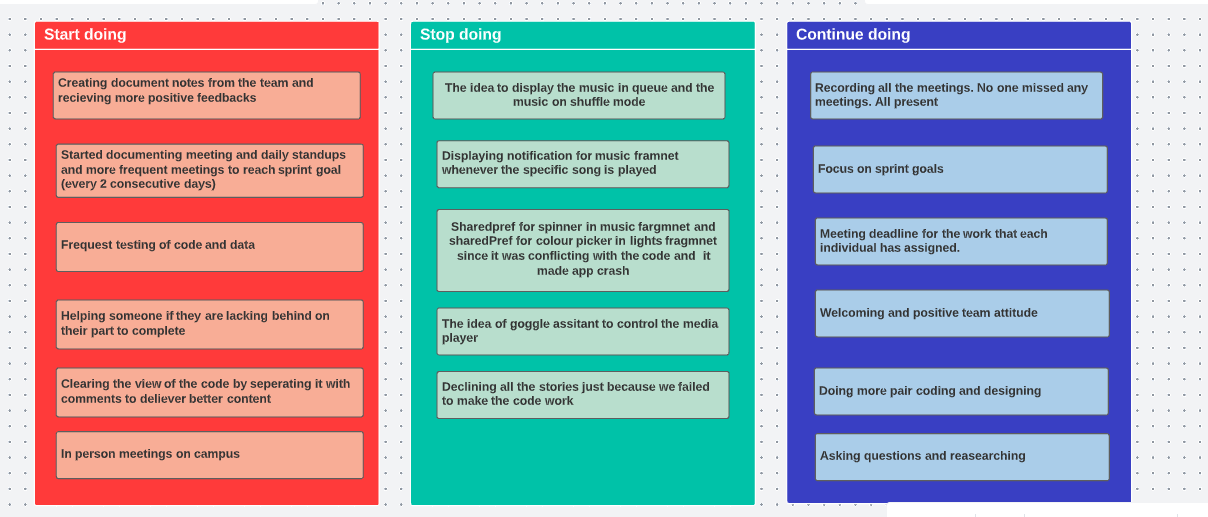 Start doing
Creating document notes from the team and
recieving more positive feedbacks
Started documenting meeting and daily standups
and more frequent meetings to reach sprint goal
(every 2 consecutive days)
Frequest testing of code and data
Helping someone if they are lacking behind on
their part to complete
Clearing the view of the code by seperating it with
comments to deliever better content
In person meetings on campus
Stop doing
The idea to display the music in queue and the
music on shuffle mode
Displaying notification for music framnet
whenever the specific song is played
Sharedpref for spinner in music fargmnet and
sharedPref for colour picker in lights fragmnet
since it was conflicting with the code and it
made app crash
The idea of goggle assitant to control the media
player
Declining all the stories just because we failed
to make the code work
Continue doing
Recording all the meetings. No one missed any
meetings. All present
Focus on sprint goals
Meeting deadline for the work that each
individual has assigned.
Welcoming and positive team attitude
Doing more pair coding and designing
Asking questions and reasearching